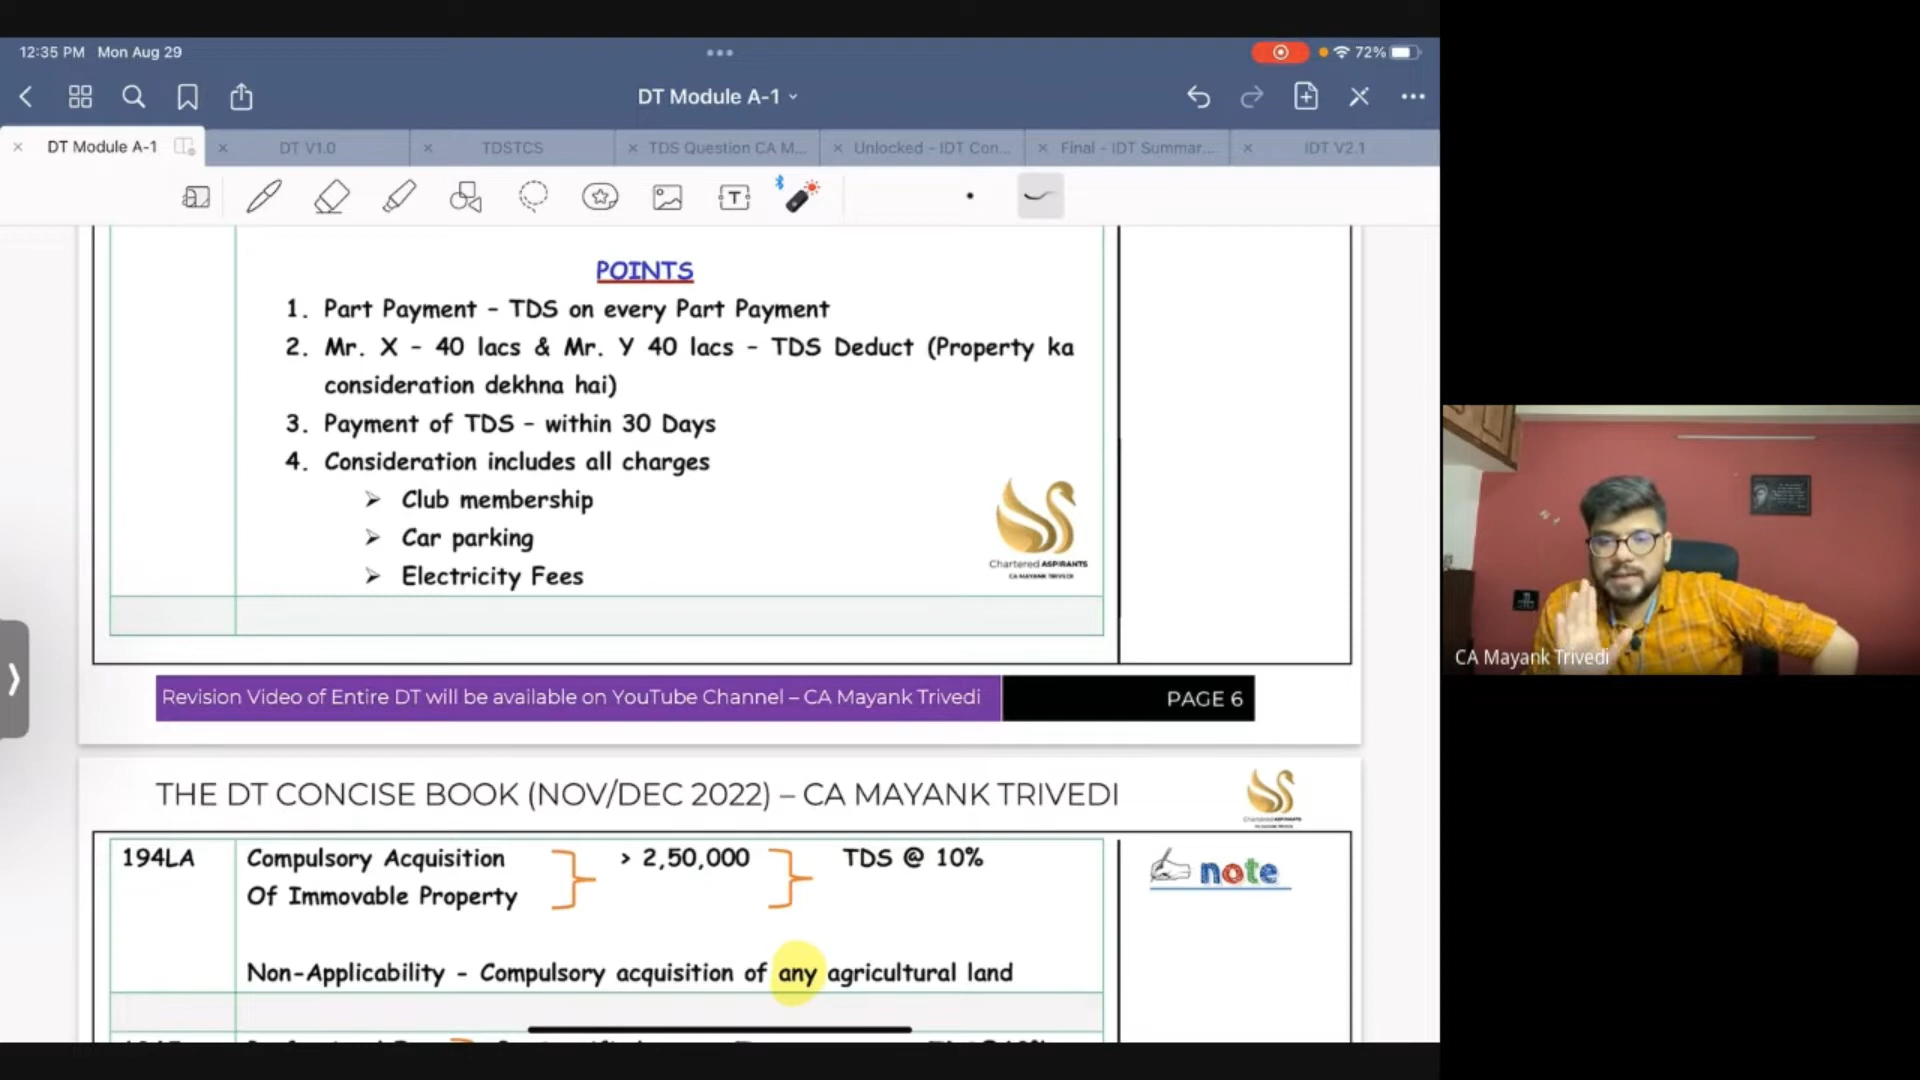 12:35 PM Mon Aug 29
72%
DT Module A-1
DT Module A-1
DT V1.0
TDSTCS
TDS Question CA M...
Unlocked - IDT Con...
Final - IDT Summar...
IDT V2.1
POINTS
1. Part Payment – TDS on every Part Payment
2. Mr. X – 40 lacs & Mr. Y 40 lacs – TDS Deduct (Property ka
consideration dekhna hai)
3. Payment of TDS – within 30 Days
4. Consideration includes all charges
➢ Club membership
➢ Car parking
➢ Electricity Fees
Chartered ASPIRANTS
CA MAYANK TRIVEDI
Revision Video of Entire DT will be available on YouTube Channel – CA Mayank Trivedi
PAGE 6
THE DT CONCISE BOOK (NOV/DEC 2022) – CA MAYANK TRIVEDI
Chartered ASPIRANTS
194LA Compulsory Acquisition > 2,50,000 TDS @ 10%
Of Immovable Property
note
Non-Applicability – Compulsory acquisition of any agricultural land
CA Mayank Trivedi